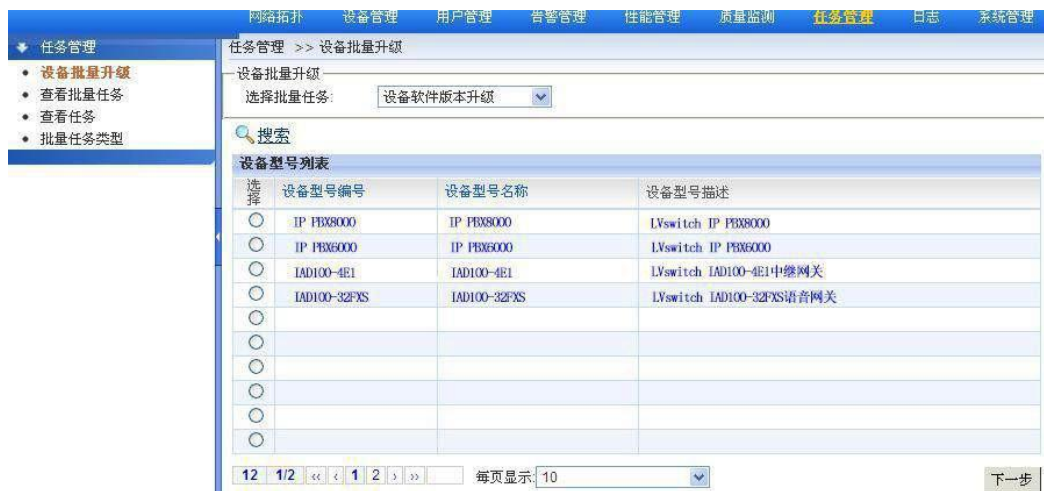 网络拓扑 设备管理 用户管理 告警管理 性能管理 质量监测 任务管理 日志 系统管理
任务管理
设备批量升级
查看批量任务
查看任务
批量任务类型
任务管理 >> 设备批量升级
设备批量升级
选择批量任务: 设备软件版本升级
搜索
设备型号列表
选择 设备型号编号 设备型号名称 设备型号描述
IP PBX8000 IP PBX8000 LVswitch IP PBX8000
IP PBX6000 IP PBX6000 LVswitch IP PBX6000
IAD100-4E1 IAD100-4E1 LVswitch IAD100-4E1中继网关
IAD100-32FXS IAD100-32FXS LVswitch IAD100-32FXS语音网关
12 1/2 << < 1 2 > >> 每页显示: 10 下一步